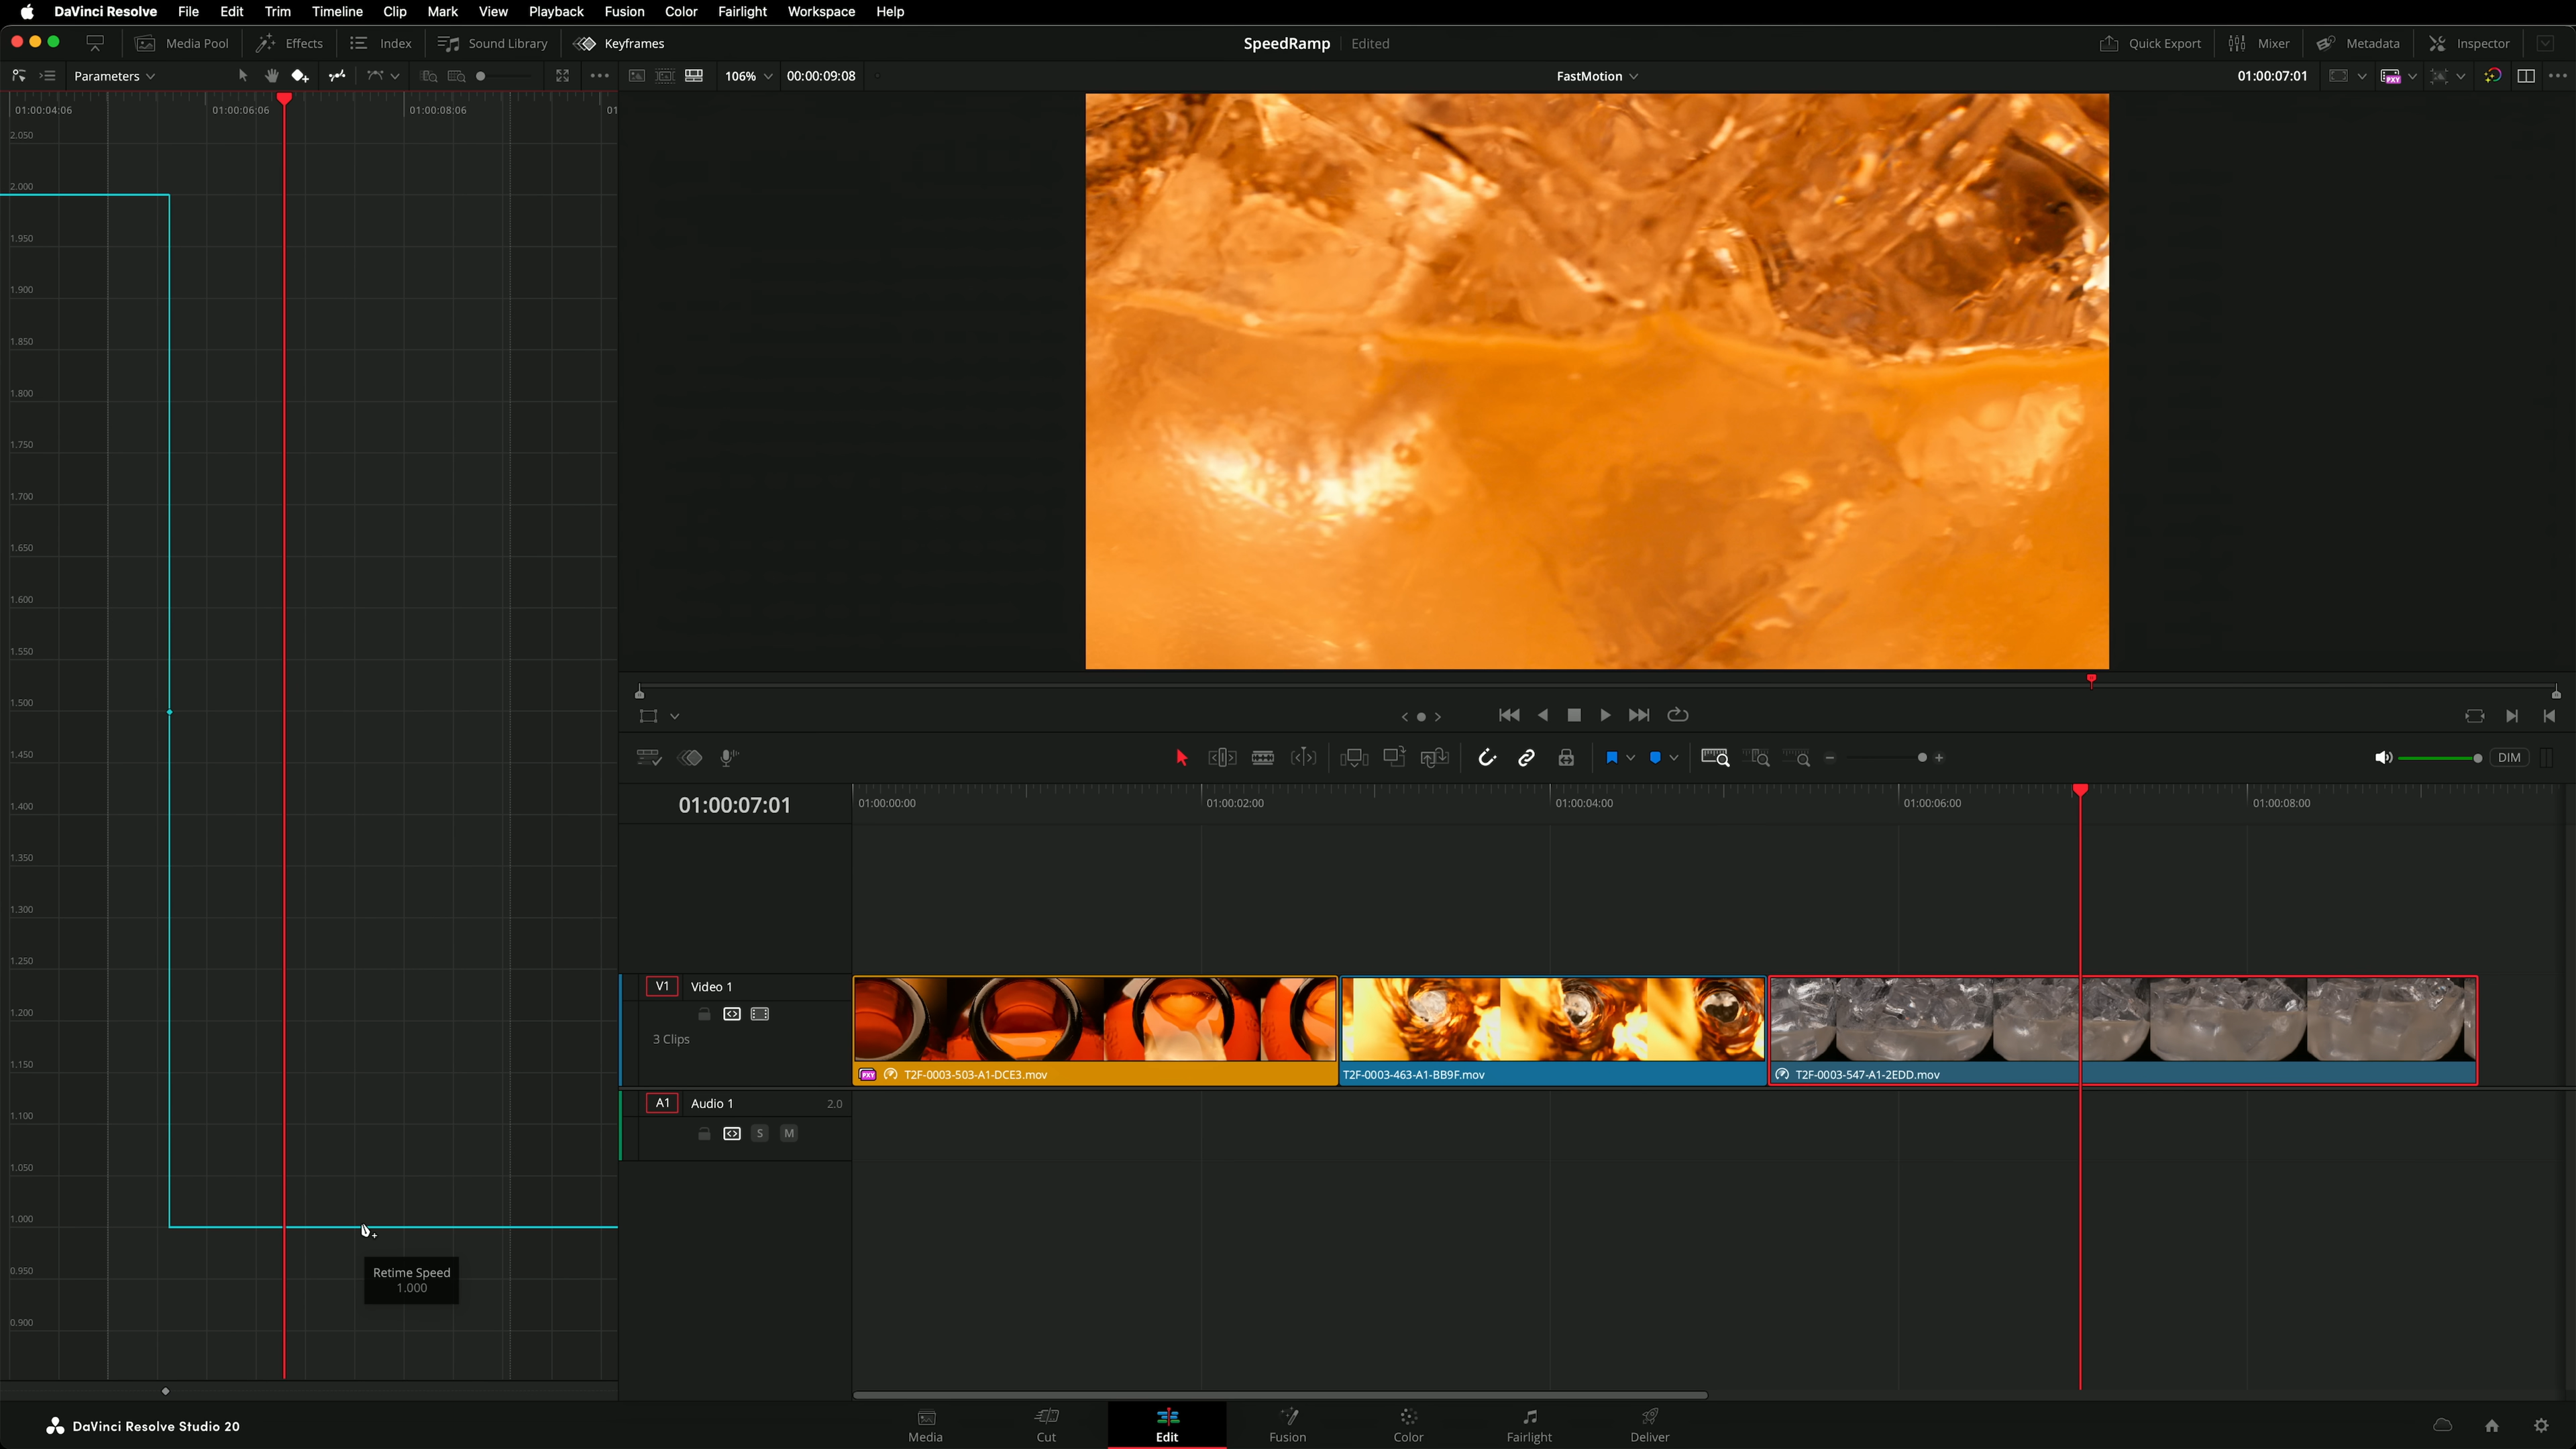 DaVinci Resolve File Edit Trim Timeline Clip Mark View Playback Fusion Color Fairlight Workspace Help
Media Pool Effects Index Sound Library Keyframes SpeedRamp Edited Quick Export Mixer Metadata Inspector
Parameters 106% 00:00:09:08 FastMotion 01:00:07:01 PXY
01:00:04:06 01:00:06:06 01:00:08:06 01
2.050
2.000
1.950
1.900
1.850
1.800
1.750
1.700
1.650
1.600
1.550
1.500
1.450
1.400
1.350
1.300
1.250
1.200
1.150
1.100
1.050
1.000
0.950
0.900
Retime Speed
1.000
DIM
01:00:07:01 01:00:00:00 01:00:02:00 01:00:04:00 01:00:06:00 01:00:08:00
V1 Video 1
3 Clips
PXY T2F-0003-503-A1-DCE3.mov T2F-0003-463-A1-BB9F.mov T2F-0003-547-A1-2EDD.mov
A1 Audio 1 2.0
S M
DaVinci Resolve Studio 20
Media Cut Edit Fusion Color Fairlight Deliver